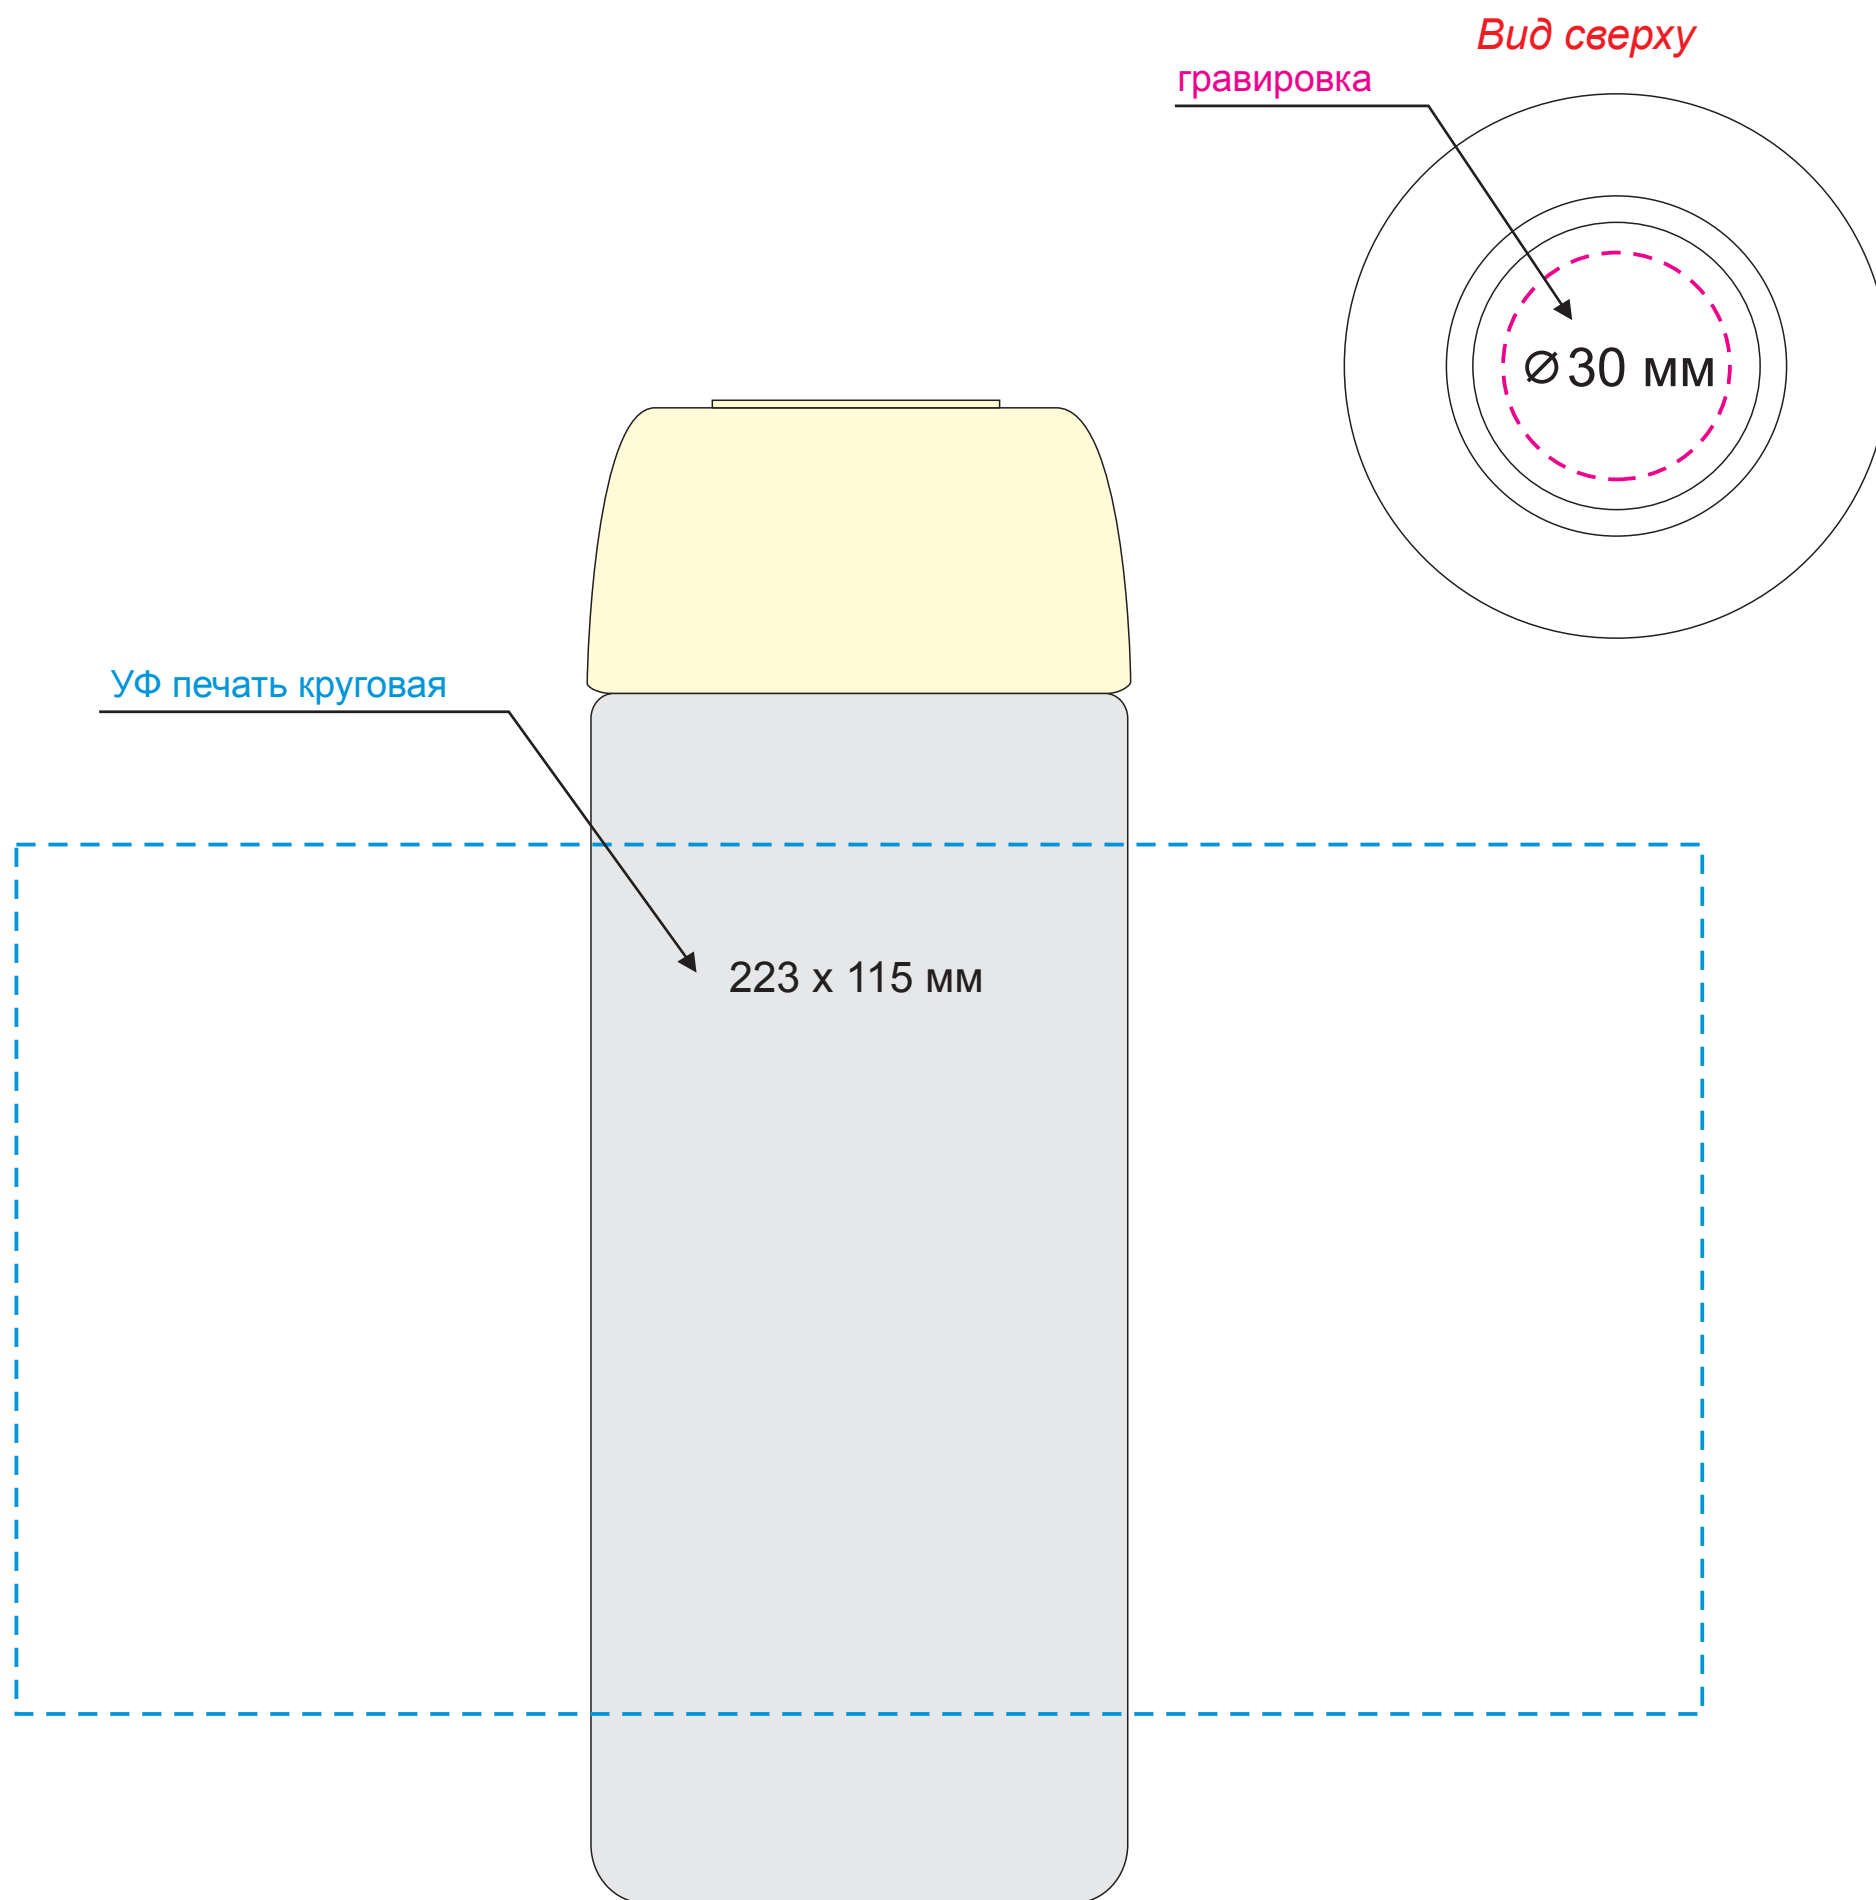 Вид сверху
гравировка
⌀30 мм
УФ печать круговая
223 x 115 мм